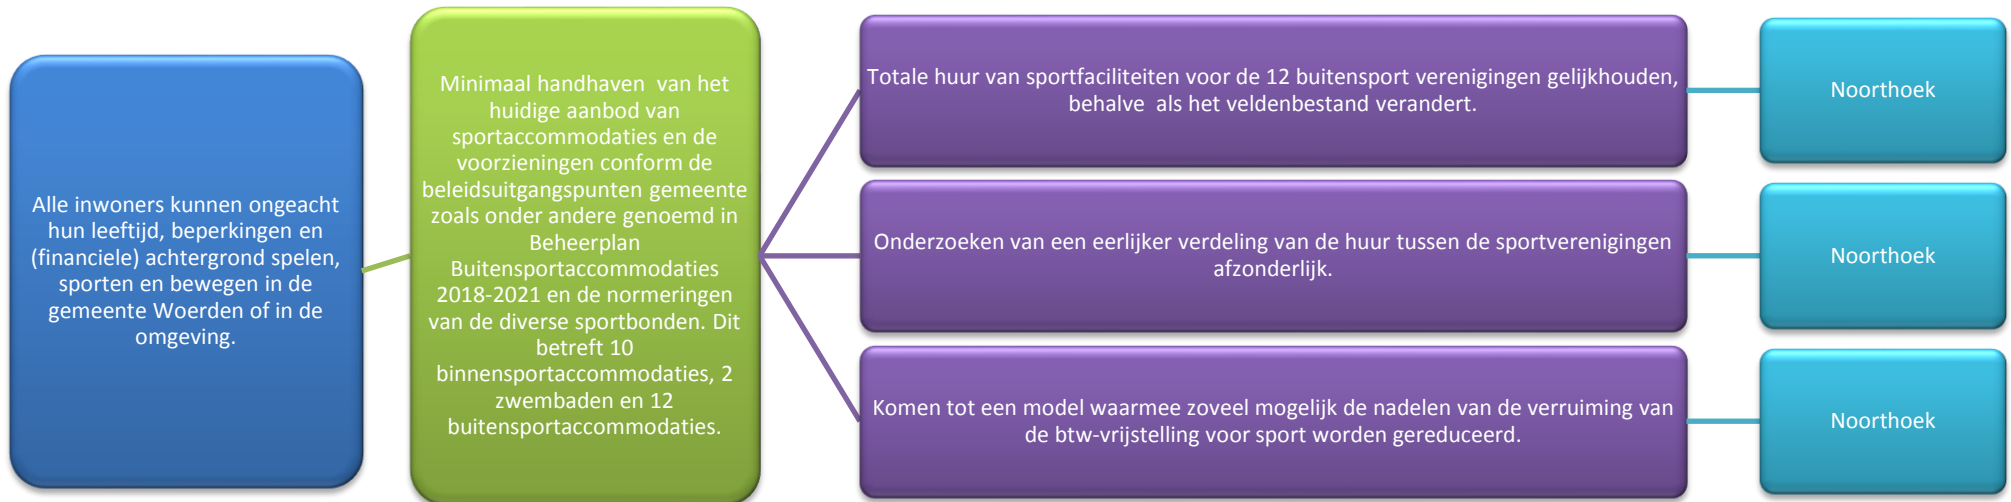 Alle inwoners kunnen ongeacht
hun leeftijd, beperkingen en
(financiele) achtergrond spelen,
sporten en bewegen in de
gemeente Woerden of in de
omgeving.
Minimaal handhaven van het
huidige aanbod van
sportaccommodaties en de
voorzieningen conform de
beleidsuitgangspunten gemeente
zoals onder andere genoemd in
Beheerplan
Buitensportaccommodaties
2018-2021 en de normeringen
van de diverse sportbonden. Dit
betreft 10
binnensportaccommodaties, 2
zwembaden en 12
buitensportaccommodaties.
Totale huur van sportfaciliteiten voor de 12 buitensport verenigingen gelijkhouden,
behalve als het veldenbestand verandert.
Noorthoek
Onderzoeken van een eerlijker verdeling van de huur tussen de sportverenigingen
afzonderlijk.
Noorthoek
Komen tot een model waarmee zoveel mogelijk de nadelen van de verruiming van
de btw-vrijstelling voor sport worden gereduceerd.
Noorthoek